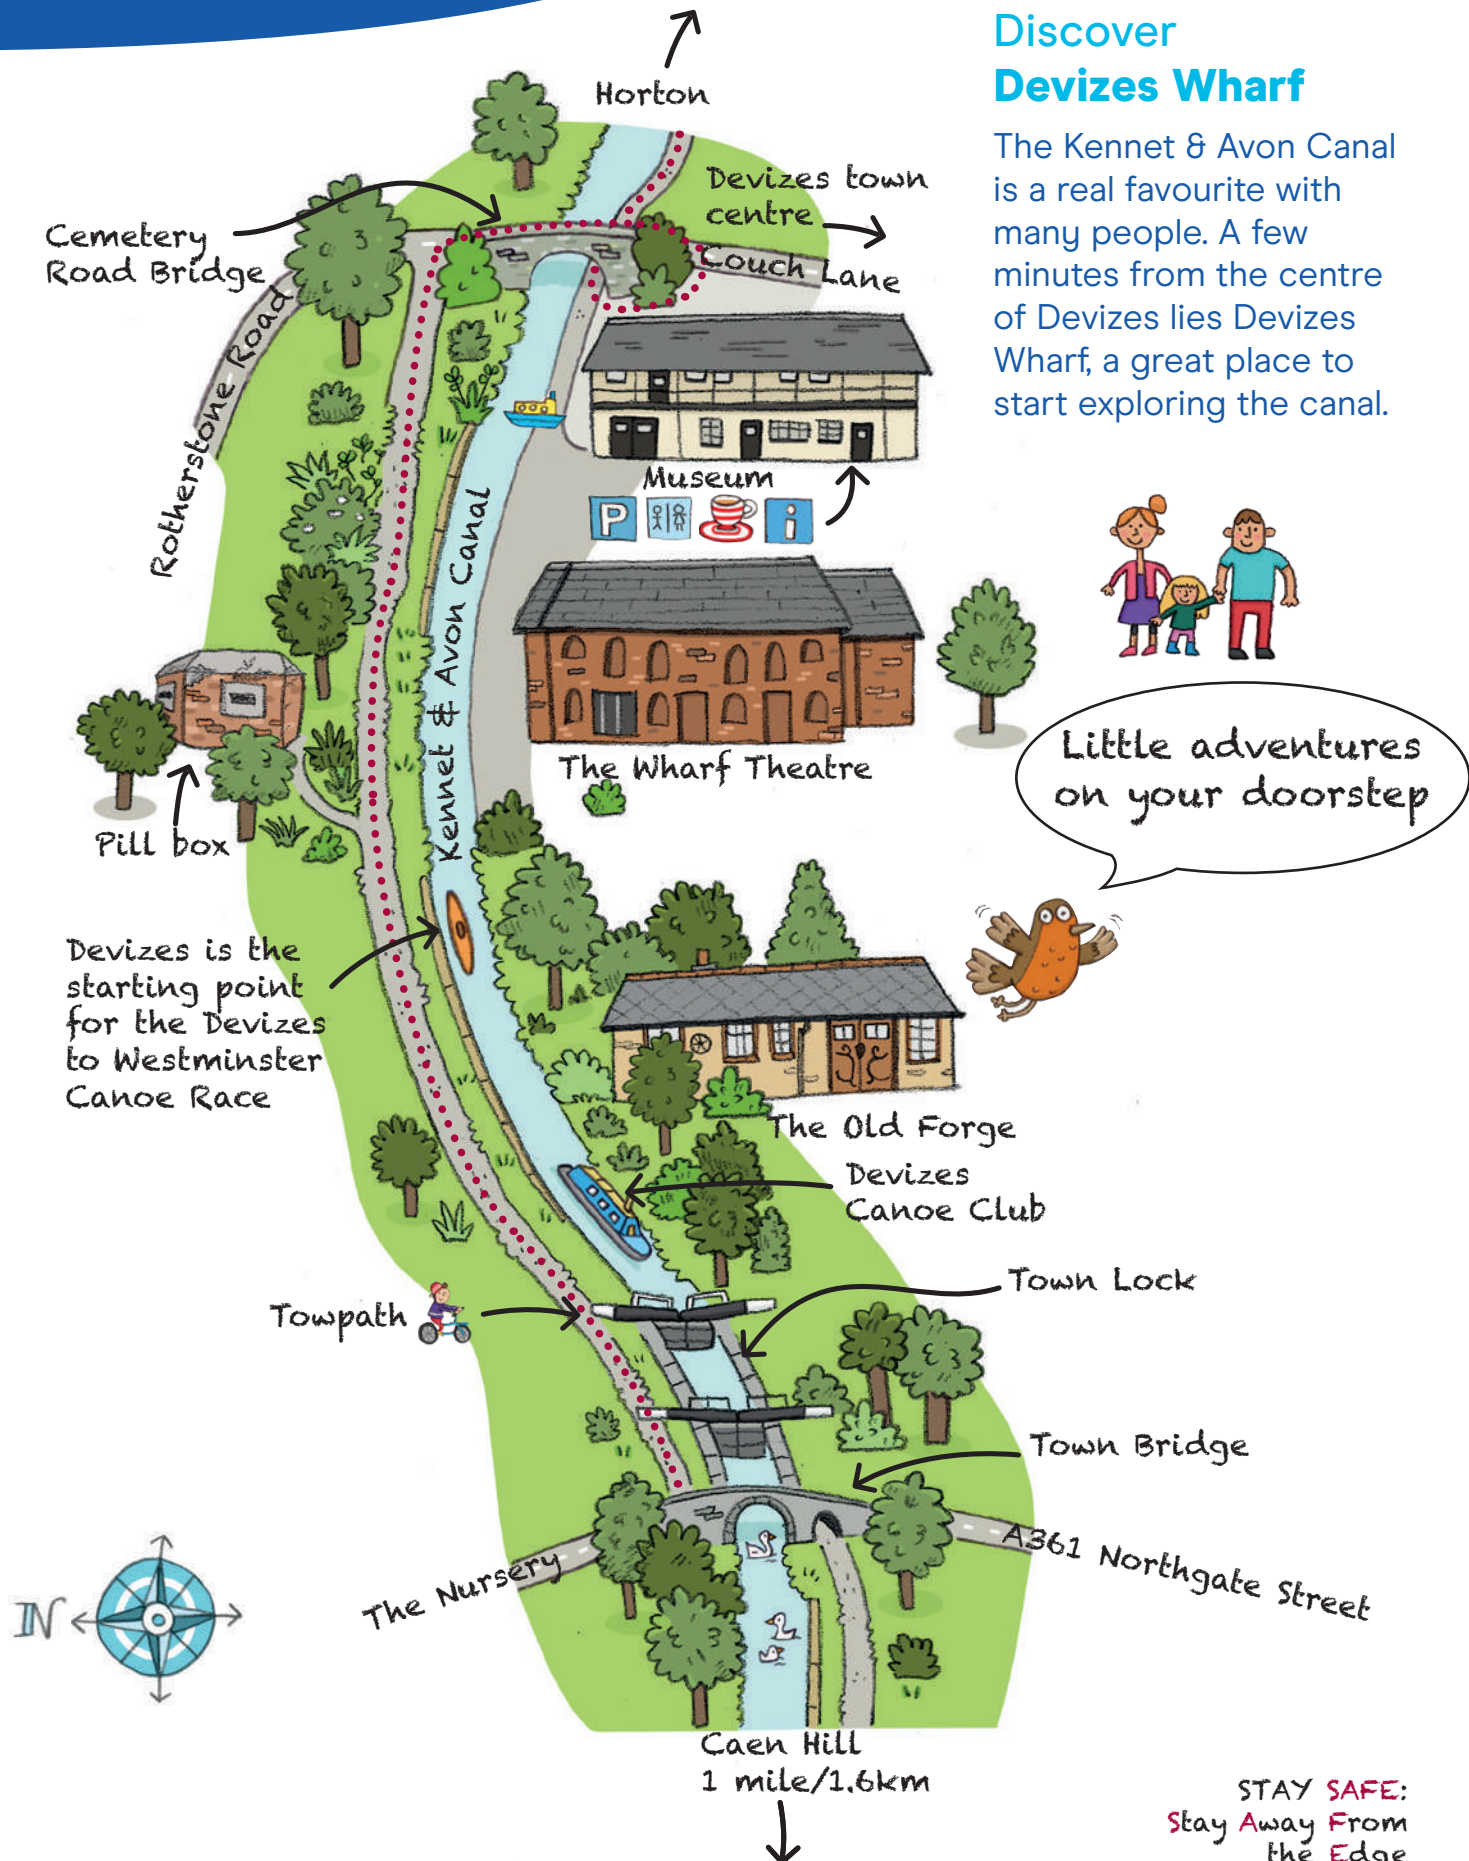 Discover
Devizes Wharf
The Kennet & Avon Canal
is a real favourite with
many people. A few
minutes from the centre
of Devizes lies Devizes
Wharf, a great place to
start exploring the canal.
Horton
Devizes town
centre
Couch Lane
Cemetery
Road Bridge
Rotherstone Road
Museum
P
i
Kennet & Avon Canal
The Wharf Theatre
Little adventures
on your doorstep
Pill box
Devizes is the
starting point
for the Devizes
to Westminster
Canoe Race
The Old Forge
Devizes
Canoe Club
Town Lock
Towpath
Town Bridge
A361 Northgate Street
The Nursery
N
Caen Hill
1 mile/1.6km
STAY SAFE:
Stay Away From
the Edge